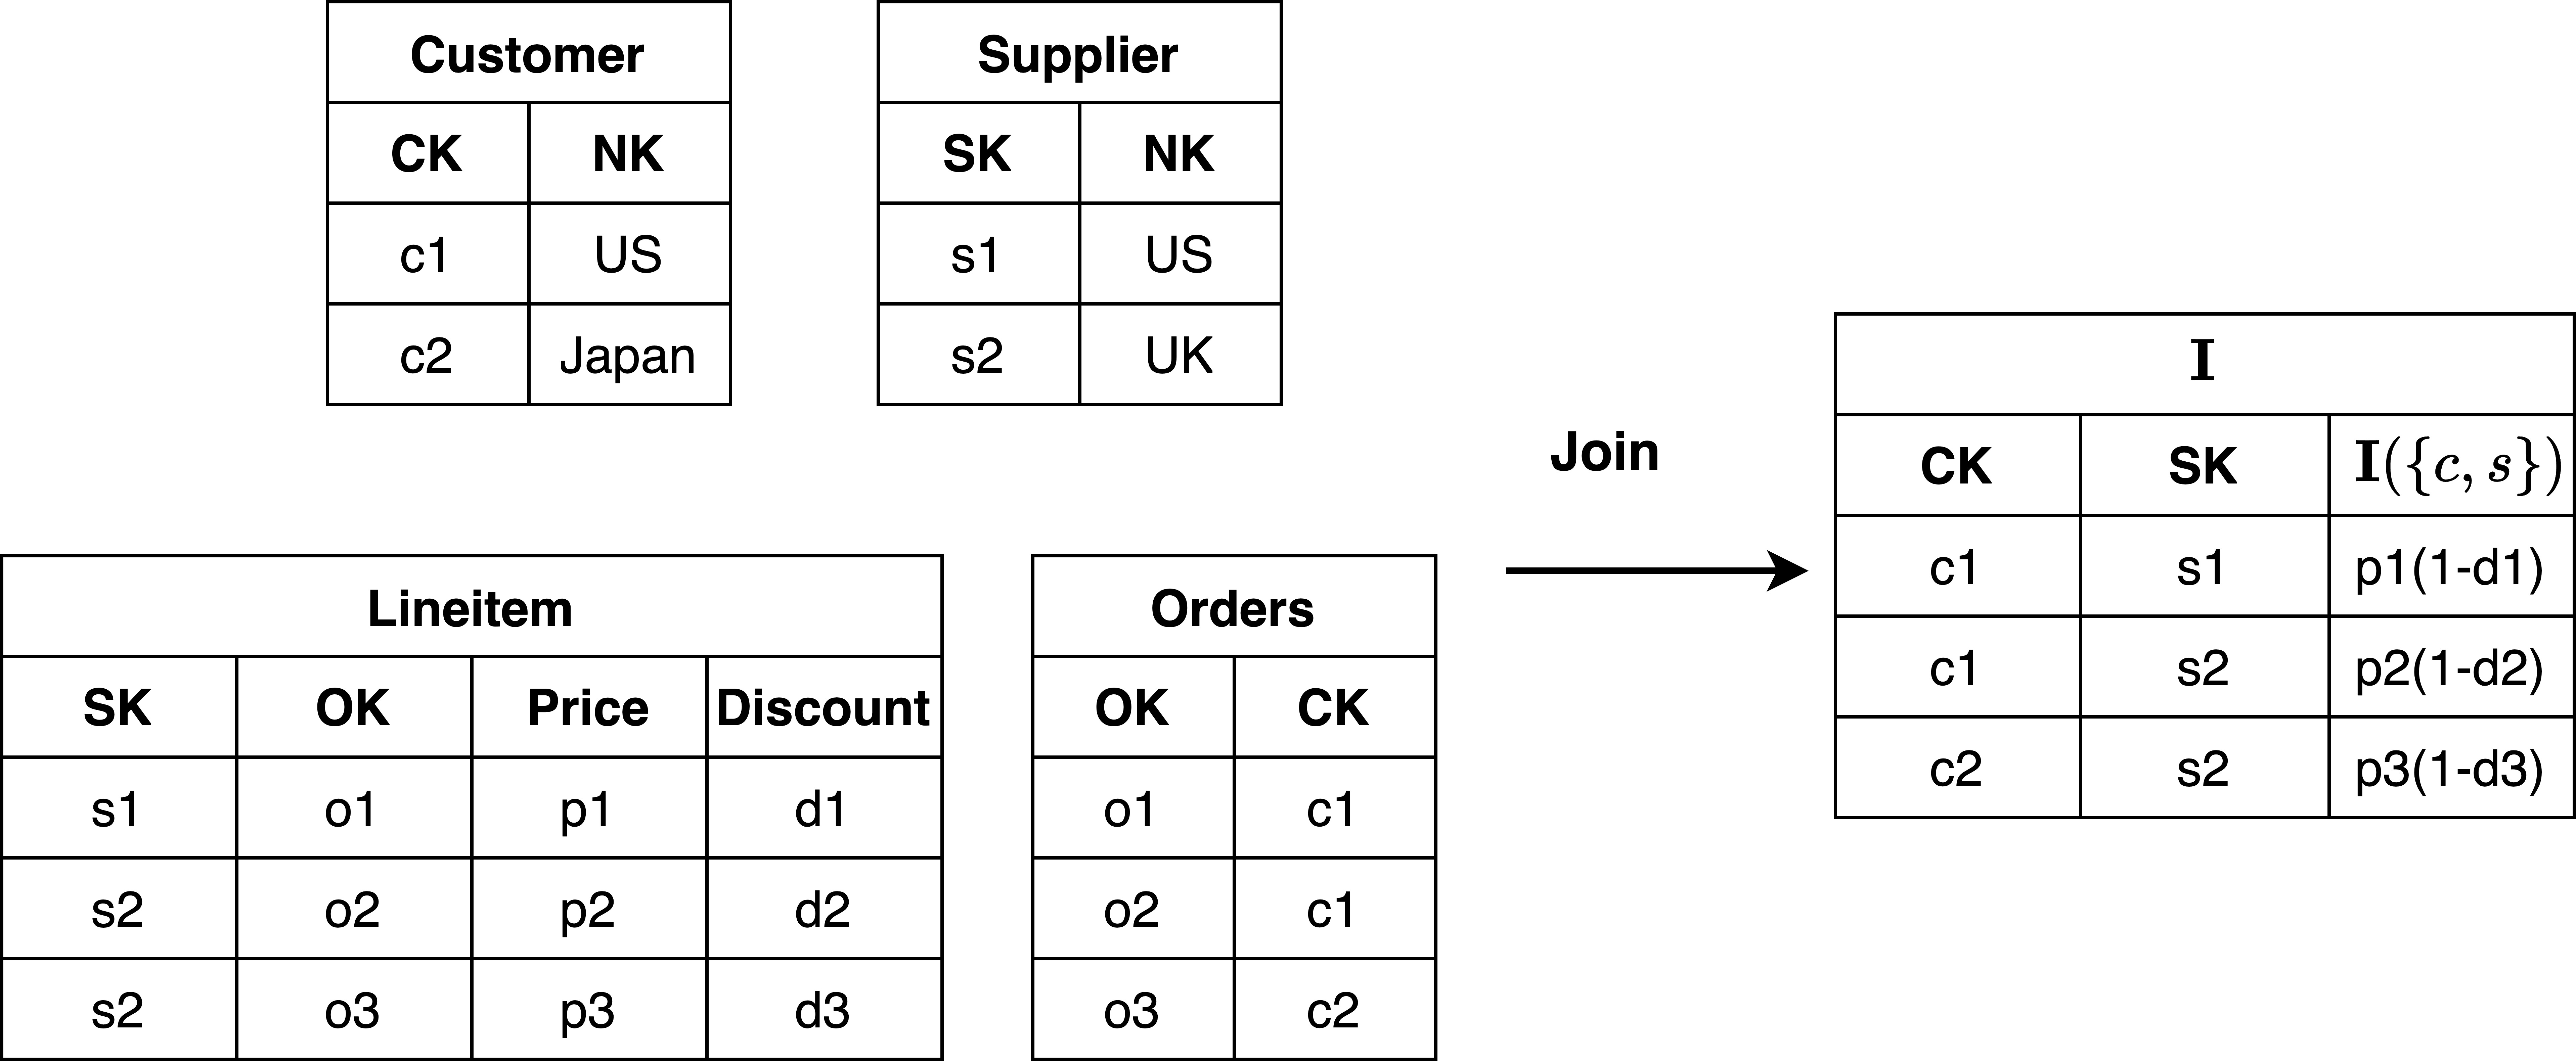 Customer
CK NK
c1 US
c2 Japan
Supplier
SK NK
s1 US
s2 UK
Lineitem
SK OK Price Discount
s1 o1 p1 d1
s2 o2 p2 d2
s2 o3 p3 d3
Orders
OK CK
o1 c1
o2 c1
o3 c2
Join
I
CK SK I({c, s})
c1 s1 p1(1-d1)
c1 s2 p2(1-d2)
c2 s2 p3(1-d3)